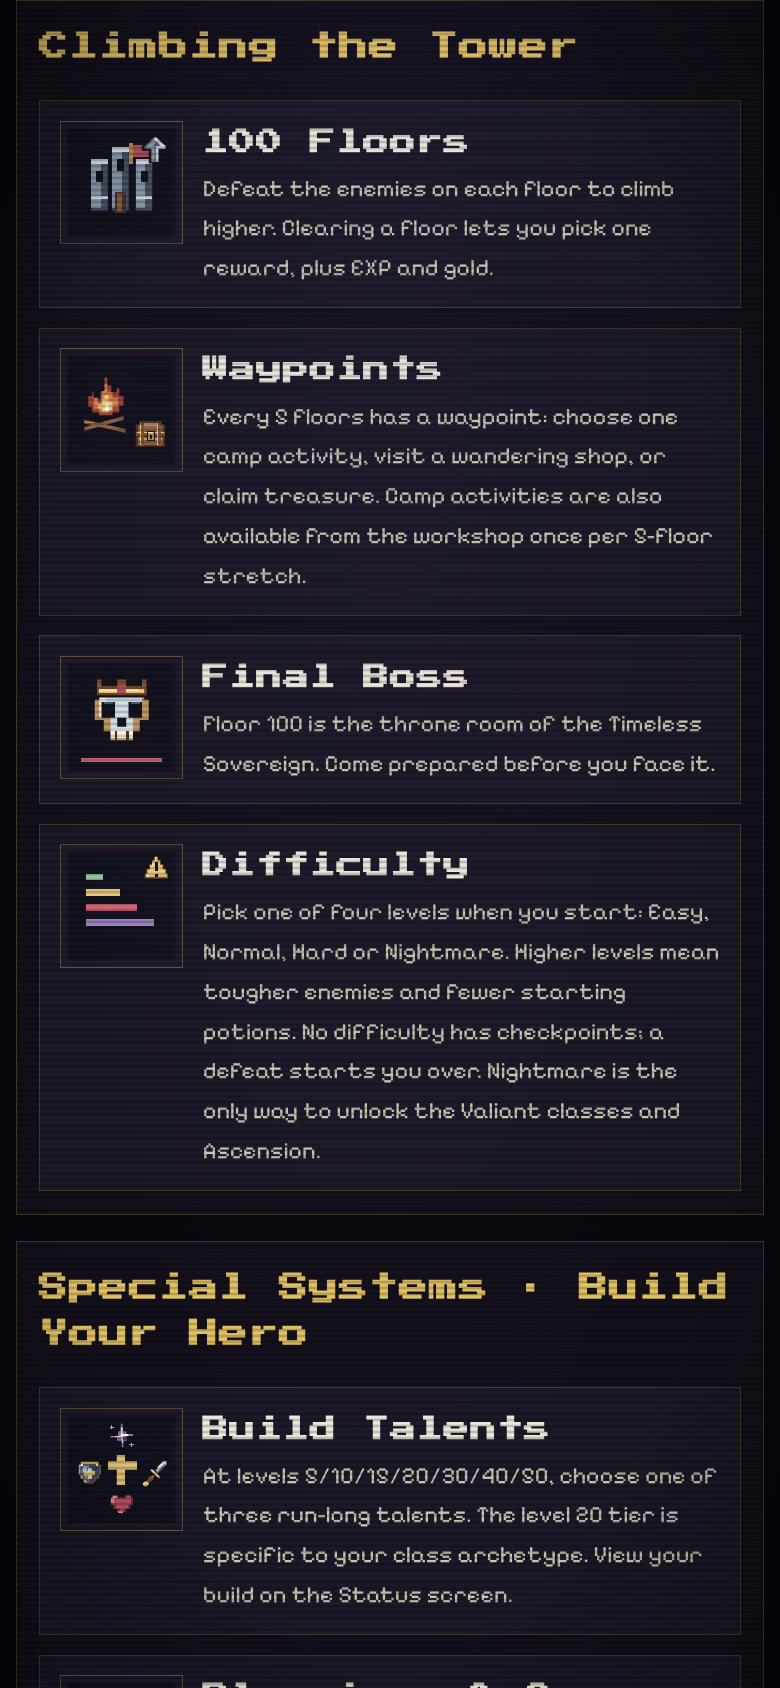 Climbing the Tower
100 Floors
Defeat the enemies on each floor to climb
higher. Clearing a floor lets you pick one
reward, plus EXP and gold.
Waypoints
Every 5 floors has a waypoint: choose one
camp activity, visit a wandering shop, or
claim treasure. Camp activities are also
available from the workshop once per 5-floor
stretch.
Final Boss
Floor 100 is the throne room of the Timeless
Sovereign. Come prepared before you face it.
Difficulty
Pick one of four levels when you start: Easy,
Normal, Hard or Nightmare. Higher levels mean
tougher enemies and fewer starting
potions. No difficulty has checkpoints; a
defeat starts you over. Nightmare is the
only way to unlock the Valiant classes and
Ascension.
Special Systems · Build
Your Hero
Build Talents
At levels 5/10/15/20/30/40/50, choose one of
three run-long talents. The level 20 tier is
specific to your class archetype. View your
build on the Status screen.